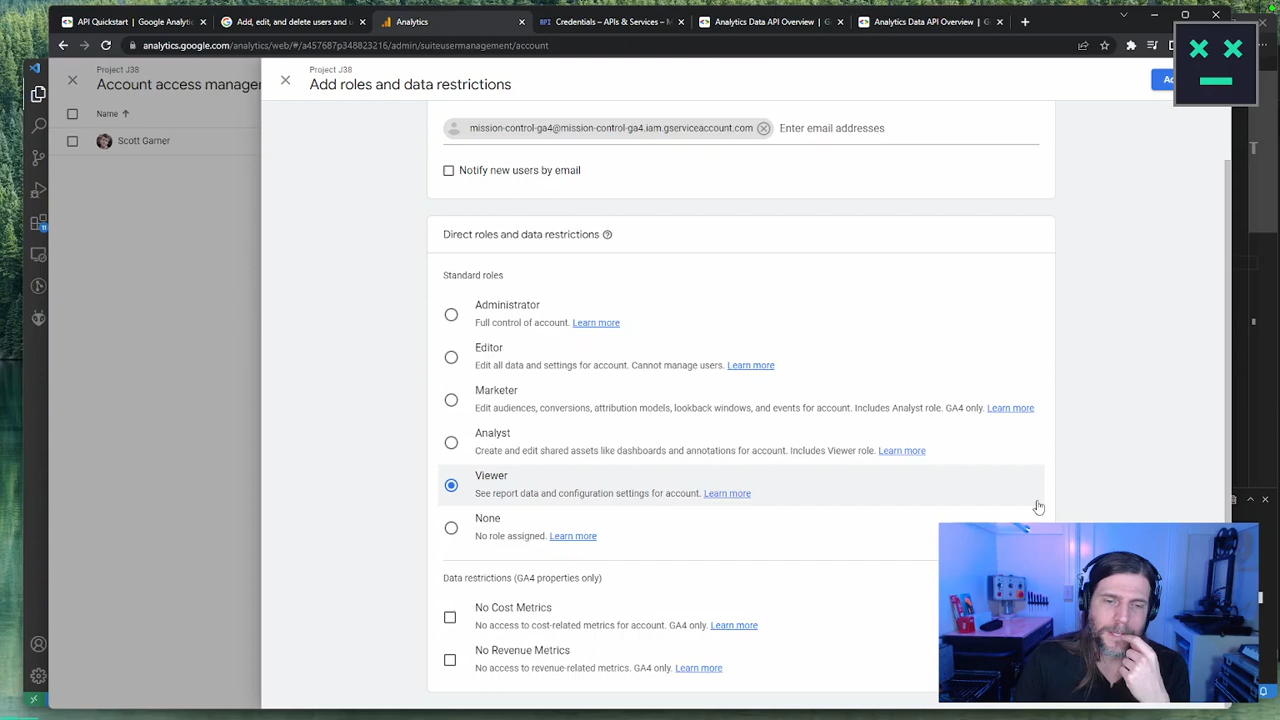 API Quickstart | Google Analytic
Add, edit, and delete users and u
Analytics
Credentials – APIs & Services – M
Analytics Data API Overview | G
Analytics Data API Overview | G
analytics.google.com/analytics/web/#/a457687p348823216/admin/suiteusermanagement/account
Project J38
Account access manager
Name
Scott Garner
Project J38
Add roles and data restrictions
Ad
mission-control-ga4@mission-control-ga4.iam.gserviceaccount.com
Enter email addresses
Notify new users by email
Direct roles and data restrictions
Standard roles
Administrator
Full control of account. Learn more
Editor
Edit all data and settings for account. Cannot manage users. Learn more
Marketer
Edit audiences, conversions, attribution models, lookback windows, and events for account. Includes Analyst role. GA4 only. Learn more
Analyst
Create and edit shared assets like dashboards and annotations for account. Includes Viewer role. Learn more
Viewer
See report data and configuration settings for account. Learn more
None
No role assigned. Learn more
Data restrictions (GA4 properties only)
No Cost Metrics
No access to cost-related metrics for account. GA4 only. Learn more
No Revenue Metrics
No access to revenue-related metrics. GA4 only. Learn more